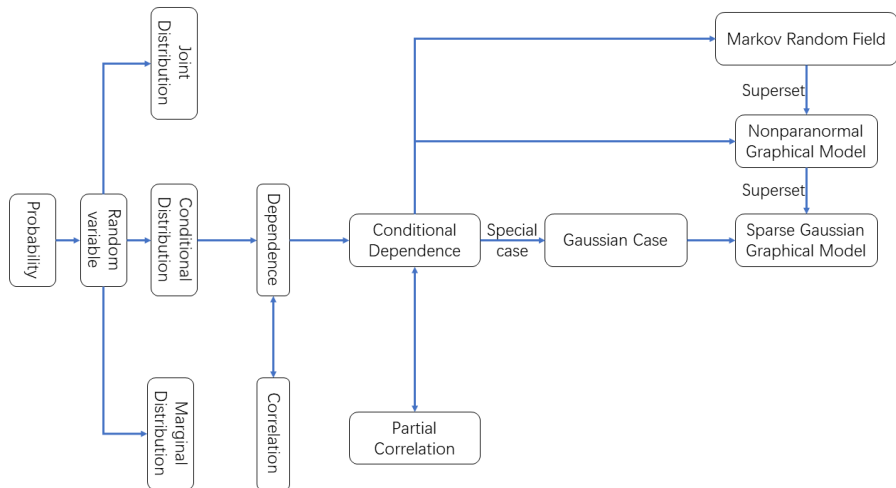 Probability
Random
variable
Joint
Distribution
Conditional
Distribution
Marginal
Distribution
Dependence
Correlation
Conditional
Dependence
Partial
Correlation
Special
case
Gaussian Case
Markov Random Field
Superset
Nonparanormal
Graphical Model
Superset
Sparse Gaussian
Graphical Model